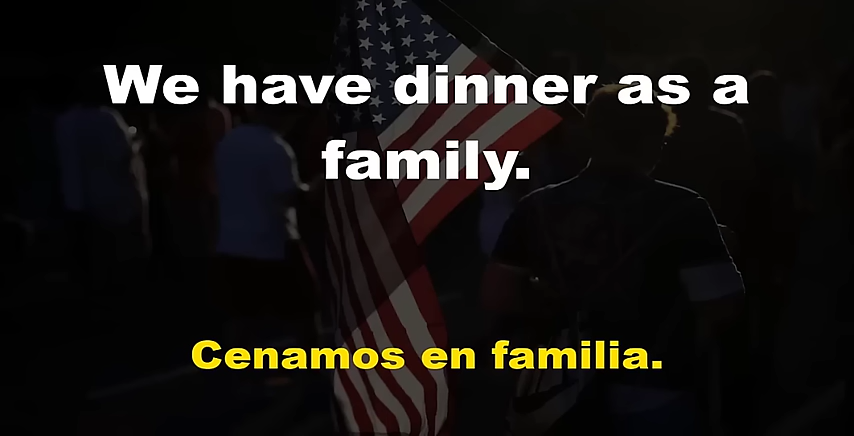 We have dinner as a
family.
Cenamos en familia.